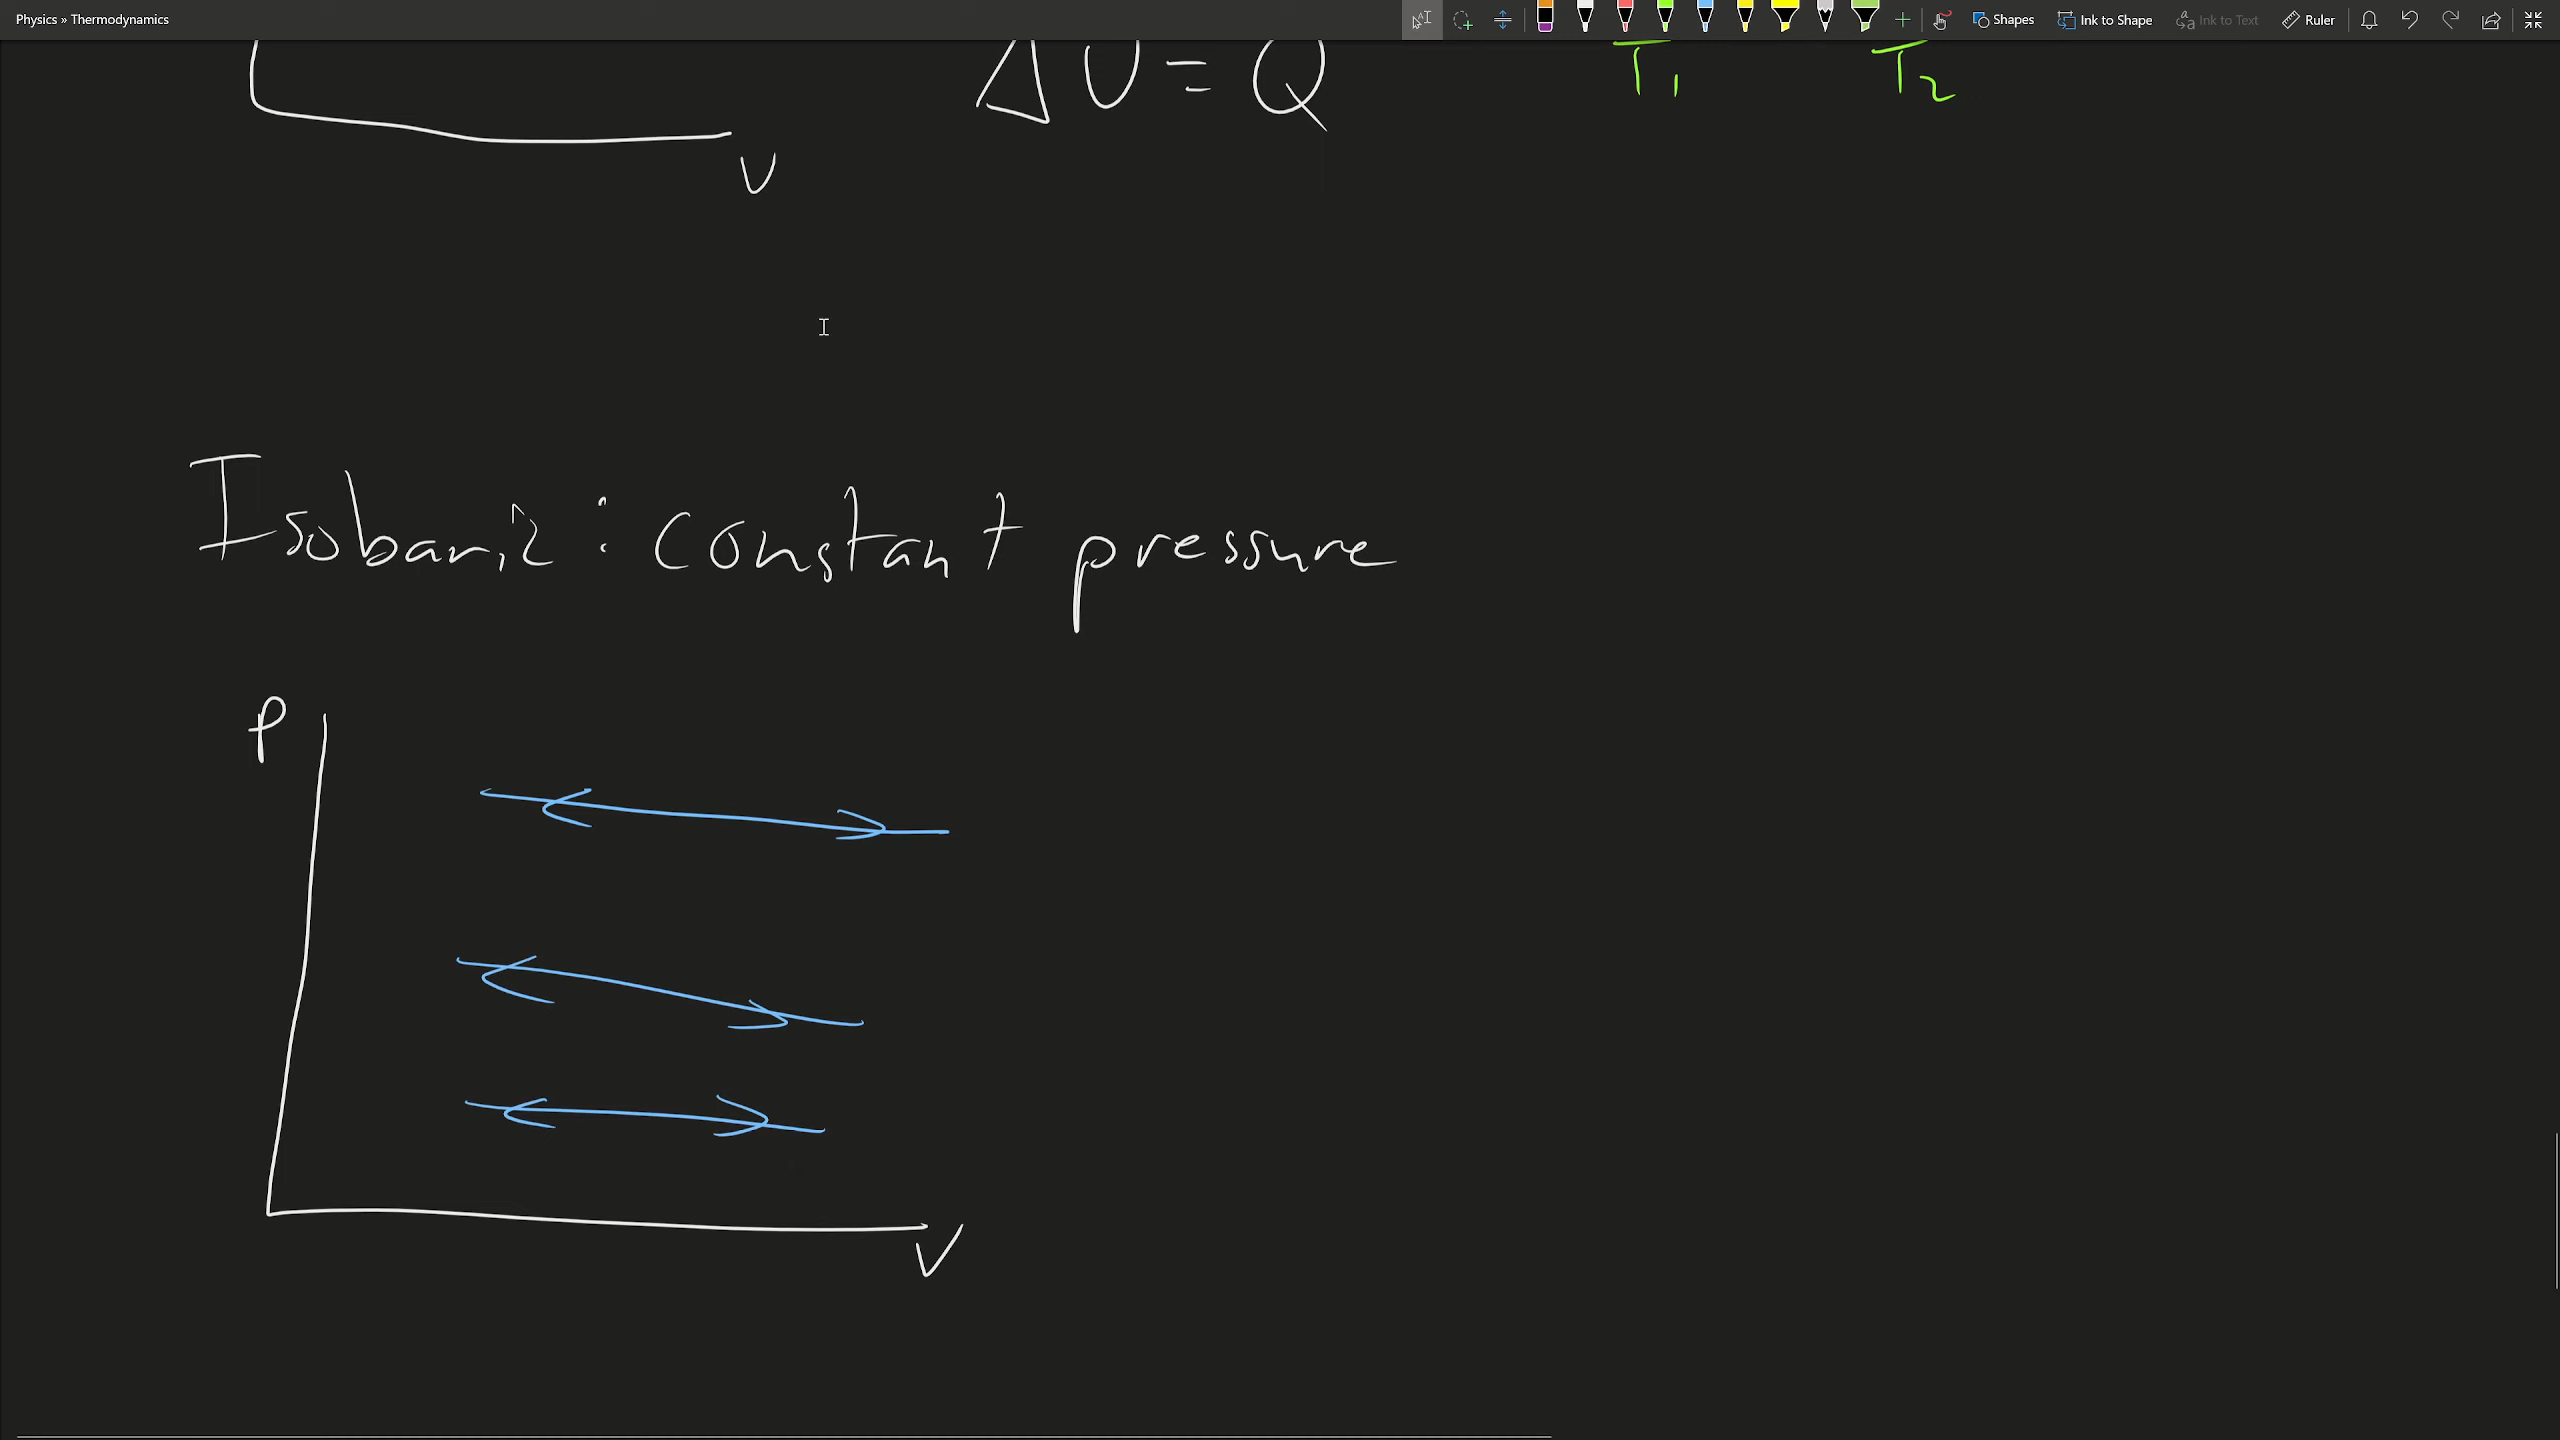 Physics » Thermodynamics
Shapes Ink to Shape Ink to Text Ruler
ΔU = Q
T1 T2
V
Isobaric: constant pressure
P
V